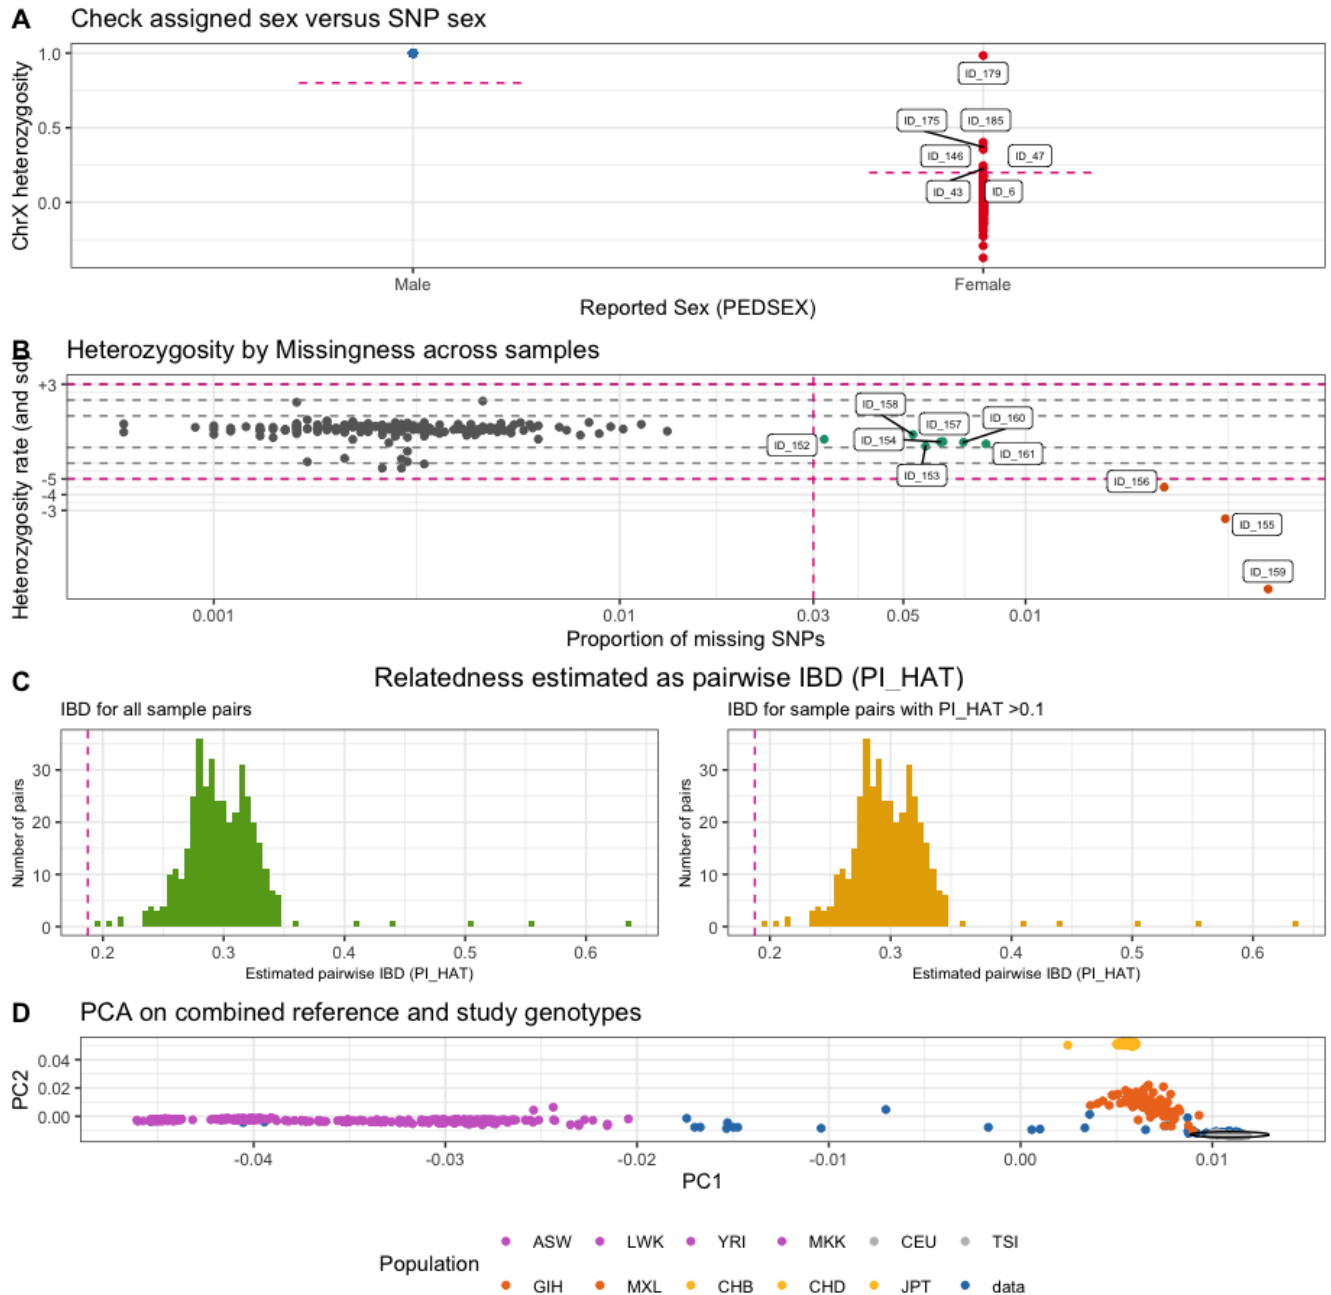 A
Check assigned sex versus SNP sex
ChrX heterozygosity
1.0
0.5
0.0
ID_179
ID_175
ID_185
ID_146
ID_47
ID_43
ID_6
Male
Female
Reported Sex (PEDSEX)
B
Heterozygosity by Missingness across samples
Heterozygosity rate (and sd)
+3
-5
-4
-3
ID_158
ID_157
ID_160
ID_152
ID_154
ID_161
ID_153
ID_156
ID_155
ID_159
0.001
0.01
0.03
0.05
0.01
Proportion of missing SNPs
C
Relatedness estimated as pairwise IBD (PI_HAT)
IBD for all sample pairs
Number of pairs
30
20
10
0
0.2
0.3
0.4
0.5
0.6
Estimated pairwise IBD (PI_HAT)
IBD for sample pairs with PI_HAT >0.1
Number of pairs
30
20
10
0
0.2
0.3
0.4
0.5
0.6
Estimated pairwise IBD (PI_HAT)
D
PCA on combined reference and study genotypes
PC2
0.04
0.02
0.00
-0.04
-0.03
-0.02
-0.01
0.00
0.01
PC1
Population
ASW LWK YRI MKK CEU TSI
GIH MXL CHB CHD JPT data